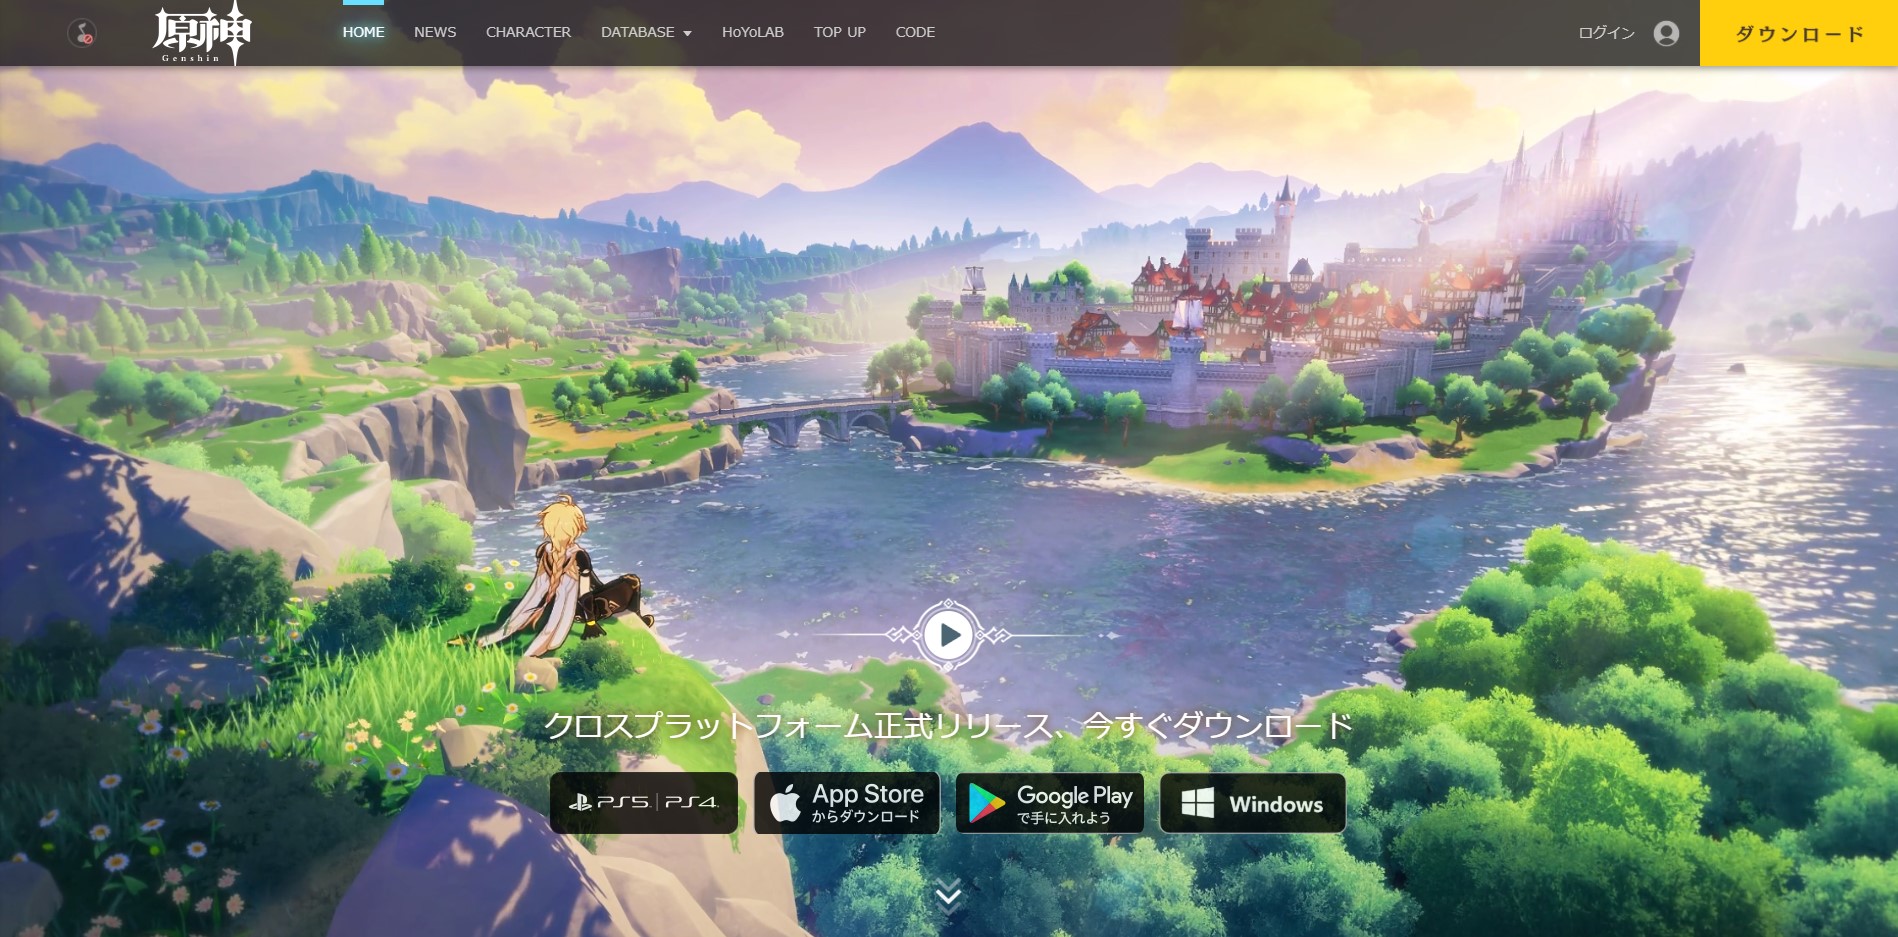 原神
Genshin
HOME
NEWS
CHARACTER
DATABASE
HoYoLAB
TOP UP
CODE
ログイン
ダウンロード
クロスプラットフォーム正式リリース、今すぐダウンロード
PS5 | PS4
App Store
からダウンロード
Google Play
で手に入れよう
Windows